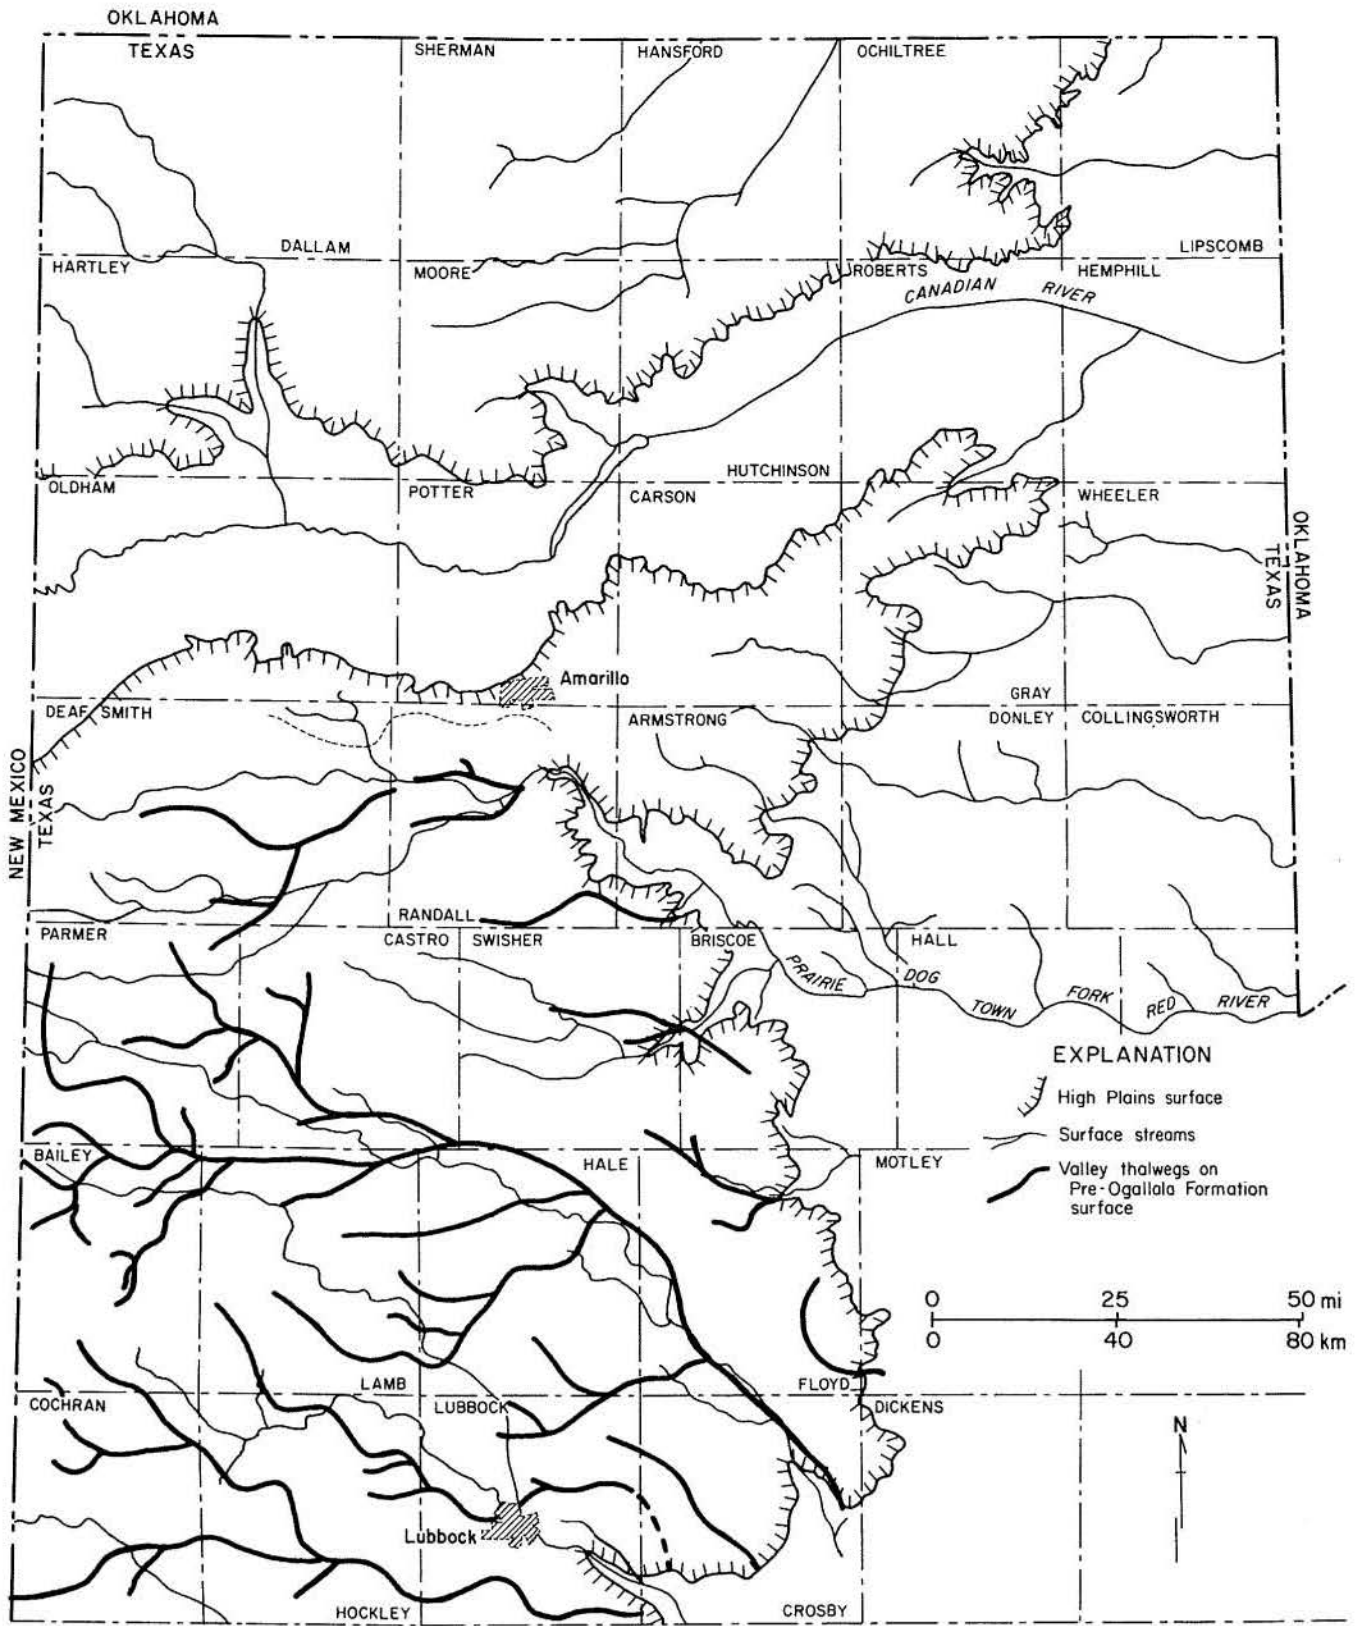 OKLAHOMA
TEXAS
SHERMAN
HANSFORD
OCHILTREE
DALLAM
LIPSCOMB
HARTLEY
MOORE
ROBERTS
HEMPHILL
CANADIAN RIVER
HUTCHINSON
OLDHAM
POTTER
CARSON
WHEELER
OKLAHOMA
TEXAS
Amarillo
GRAY
DEAF SMITH
ARMSTRONG
DONLEY
COLLINGSWORTH
NEW MEXICO
TEXAS
RANDALL
PARMER
CASTRO
SWISHER
BRISCOE
HALL
PRAIRIE DOG TOWN FORK RED RIVER
EXPLANATION
High Plains surface
Surface streams
Valley thalwegs on
Pre-Ogallala Formation
surface
BAILEY
HALE
MOTLEY
0 25 50 mi
0 40 80 km
LAMB
FLOYD
COCHRAN
LUBBOCK
DICKENS
N
Lubbock
HOCKLEY
CROSBY